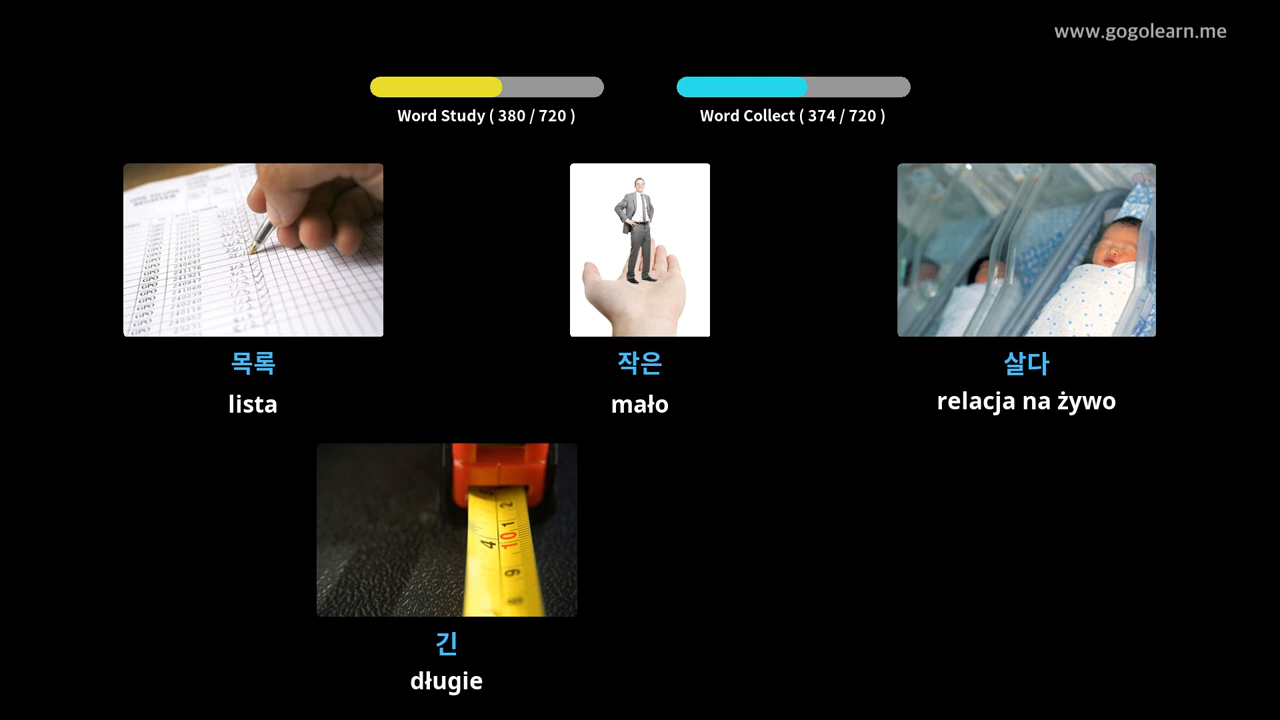 www.gogolearn.me
Word Study ( 380 / 720 )
Word Collect ( 374 / 720 )
목록
lista
작은
mało
살다
relacja na żywo
긴
długie